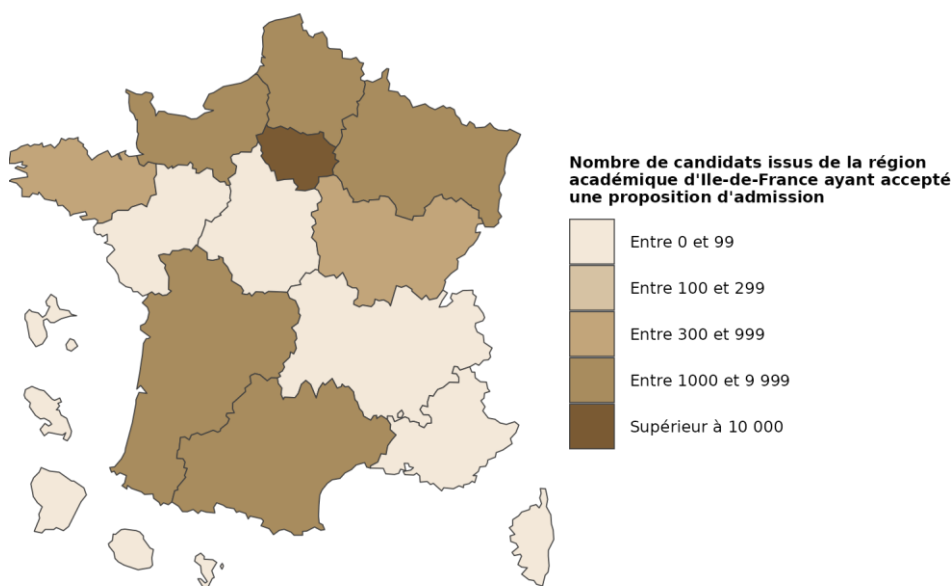 Nombre de candidats issus de la région
académique d'Ile-de-France ayant accepté
une proposition d'admission
Entre 0 et 99
Entre 100 et 299
Entre 300 et 999
Entre 1000 et 9 999
Supérieur à 10 000